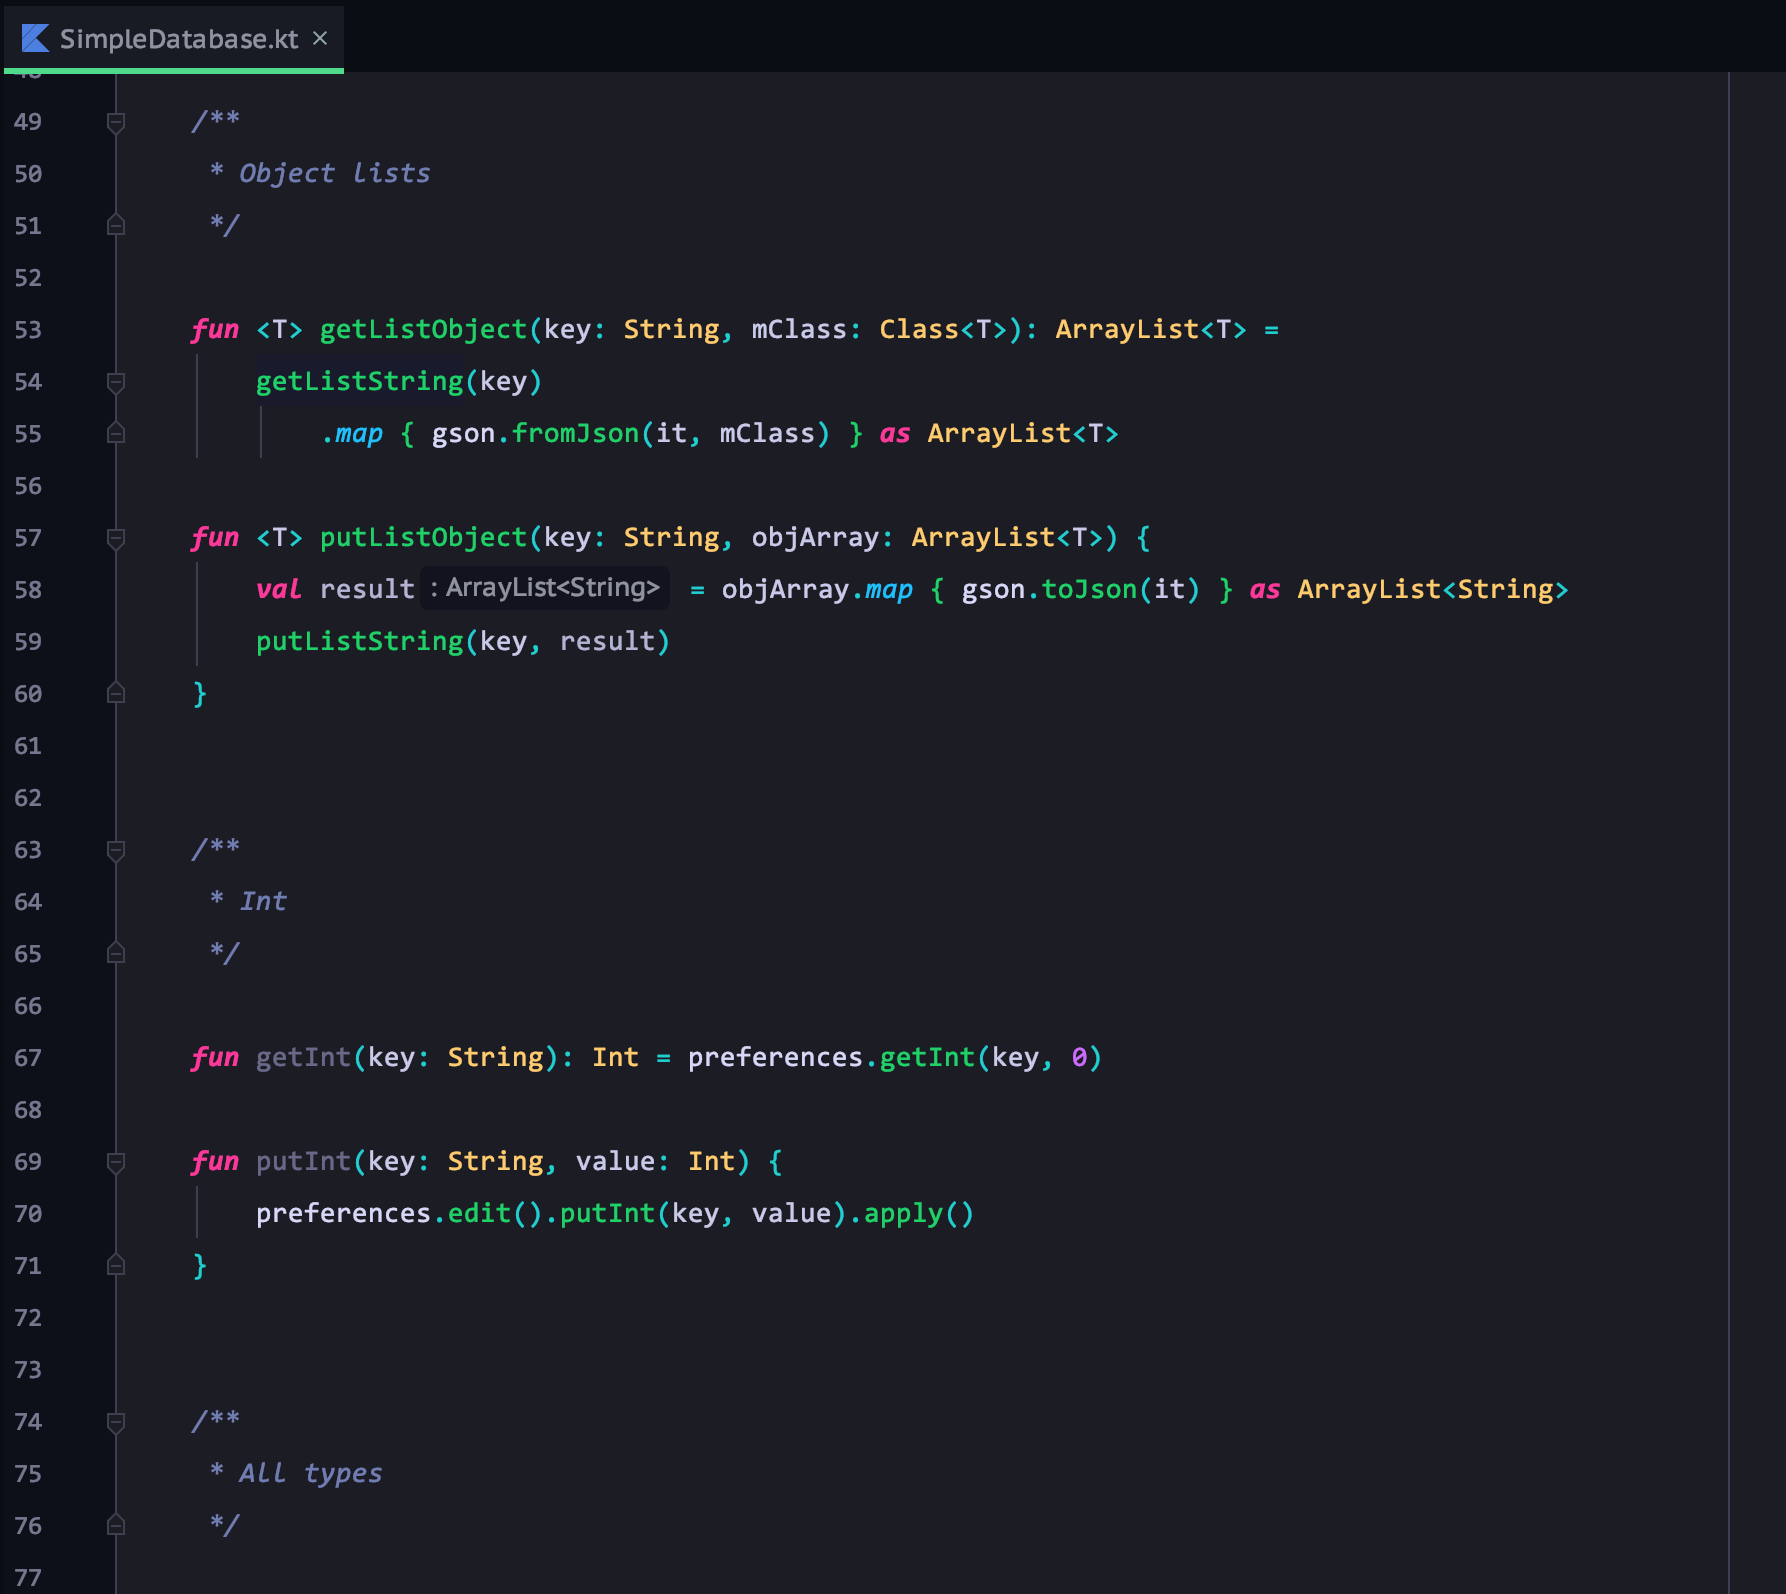 SimpleDatabase.kt ×
48
49 /**
50 * Object lists
51 */
52
53 fun <T> getListObject(key: String, mClass: Class<T>): ArrayList<T> =
54 getListString(key)
55 .map { gson.fromJson(it, mClass) } as ArrayList<T>
56
57 fun <T> putListObject(key: String, objArray: ArrayList<T>) {
58 val result : ArrayList<String> = objArray.map { gson.toJson(it) } as ArrayList<String>
59 putListString(key, result)
60 }
61
62
63 /**
64 * Int
65 */
66
67 fun getInt(key: String): Int = preferences.getInt(key, 0)
68
69 fun putInt(key: String, value: Int) {
70 preferences.edit().putInt(key, value).apply()
71 }
72
73
74 /**
75 * All types
76 */
77